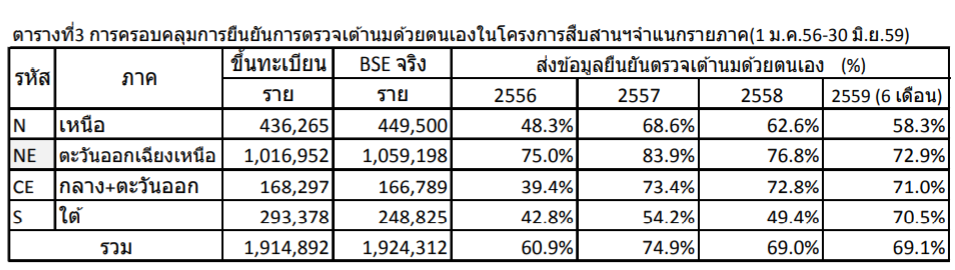 ตารางที่3 การครอบคลุมการยืนยันการตรวจเต้านมด้วยตนเองในโครงการสืบสานฯจำแนกรายภาค(1 ม.ค.56-30 มิ.ย.59)
รหัส ภาค ขึ้นทะเบียน BSE จริง ส่งข้อมูลยืนยันตรวจเต้านมด้วยตนเอง (%)
ราย ราย 2556 2557 2558 2559 (6 เดือน)
N เหนือ 436,265 449,500 48.3% 68.6% 62.6% 58.3%
NE ตะวันออกเฉียงเหนือ 1,016,952 1,059,198 75.0% 83.9% 76.8% 72.9%
CE กลาง+ตะวันออก 168,297 166,789 39.4% 73.4% 72.8% 71.0%
S ใต้ 293,378 248,825 42.8% 54.2% 49.4% 70.5%
รวม 1,914,892 1,924,312 60.9% 74.9% 69.0% 69.1%